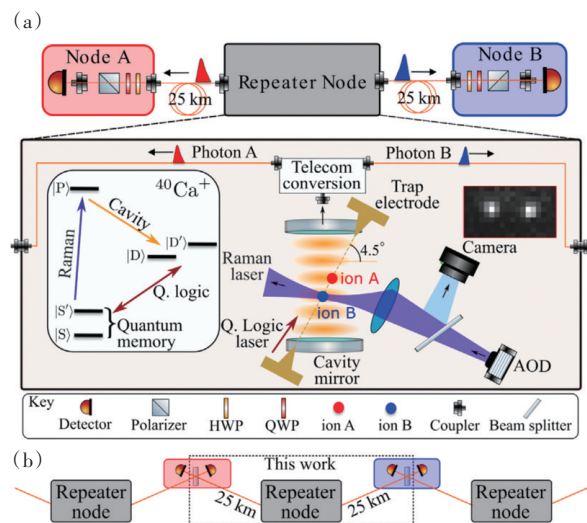 (a)
Node A
Node B
Repeater Node
25 km
25 km
Photon A
Photon B
Telecom
conversion
Trap
electrode
⁴⁰Ca⁺
|P⟩
Cavity
|D′⟩
|D⟩
Raman
Q. logic
|S′⟩
|S⟩
Quantum
memory
4.5°
Raman
laser
ion A
ion B
Q. Logic
laser
Cavity
mirror
Camera
AOD
Key
Detector
Polarizer
HWP
QWP
ion A
ion B
Coupler
Beam splitter
(b)
This work
Repeater
node
25 km
Repeater
node
25 km
Repeater
node